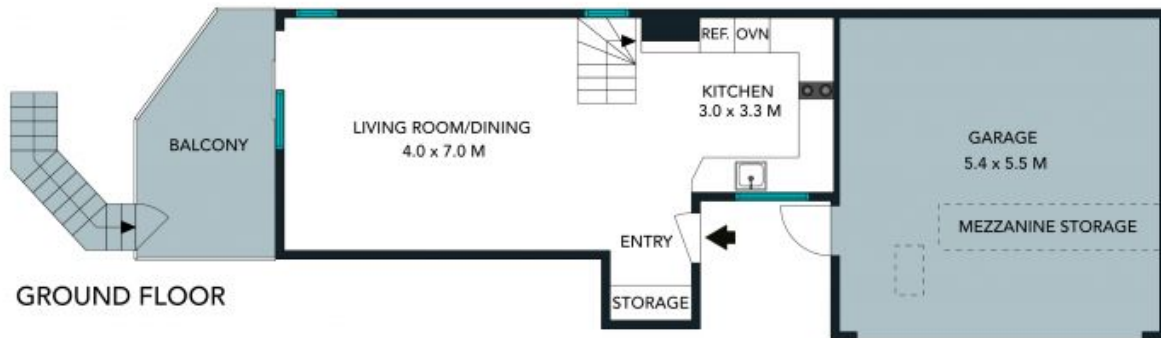 REF.
OVN
KITCHEN
3.0 x 3.3 M
LIVING ROOM/DINING
4.0 x 7.0 M
BALCONY
GARAGE
5.4 x 5.5 M
MEZZANINE STORAGE
ENTRY
STORAGE
GROUND FLOOR